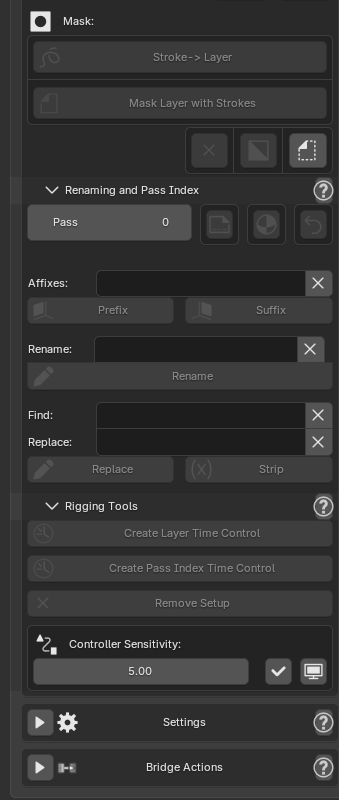 Mask:
Stroke-> Layer
Mask Layer with Strokes
Renaming and Pass Index
Pass 0
Affixes:
Prefix Suffix
Rename:
Rename
Find:
Replace:
Replace Strip
Rigging Tools
Create Layer Time Control
Create Pass Index Time Control
Remove Setup
Controller Sensitivity:
5.00
Settings
Bridge Actions